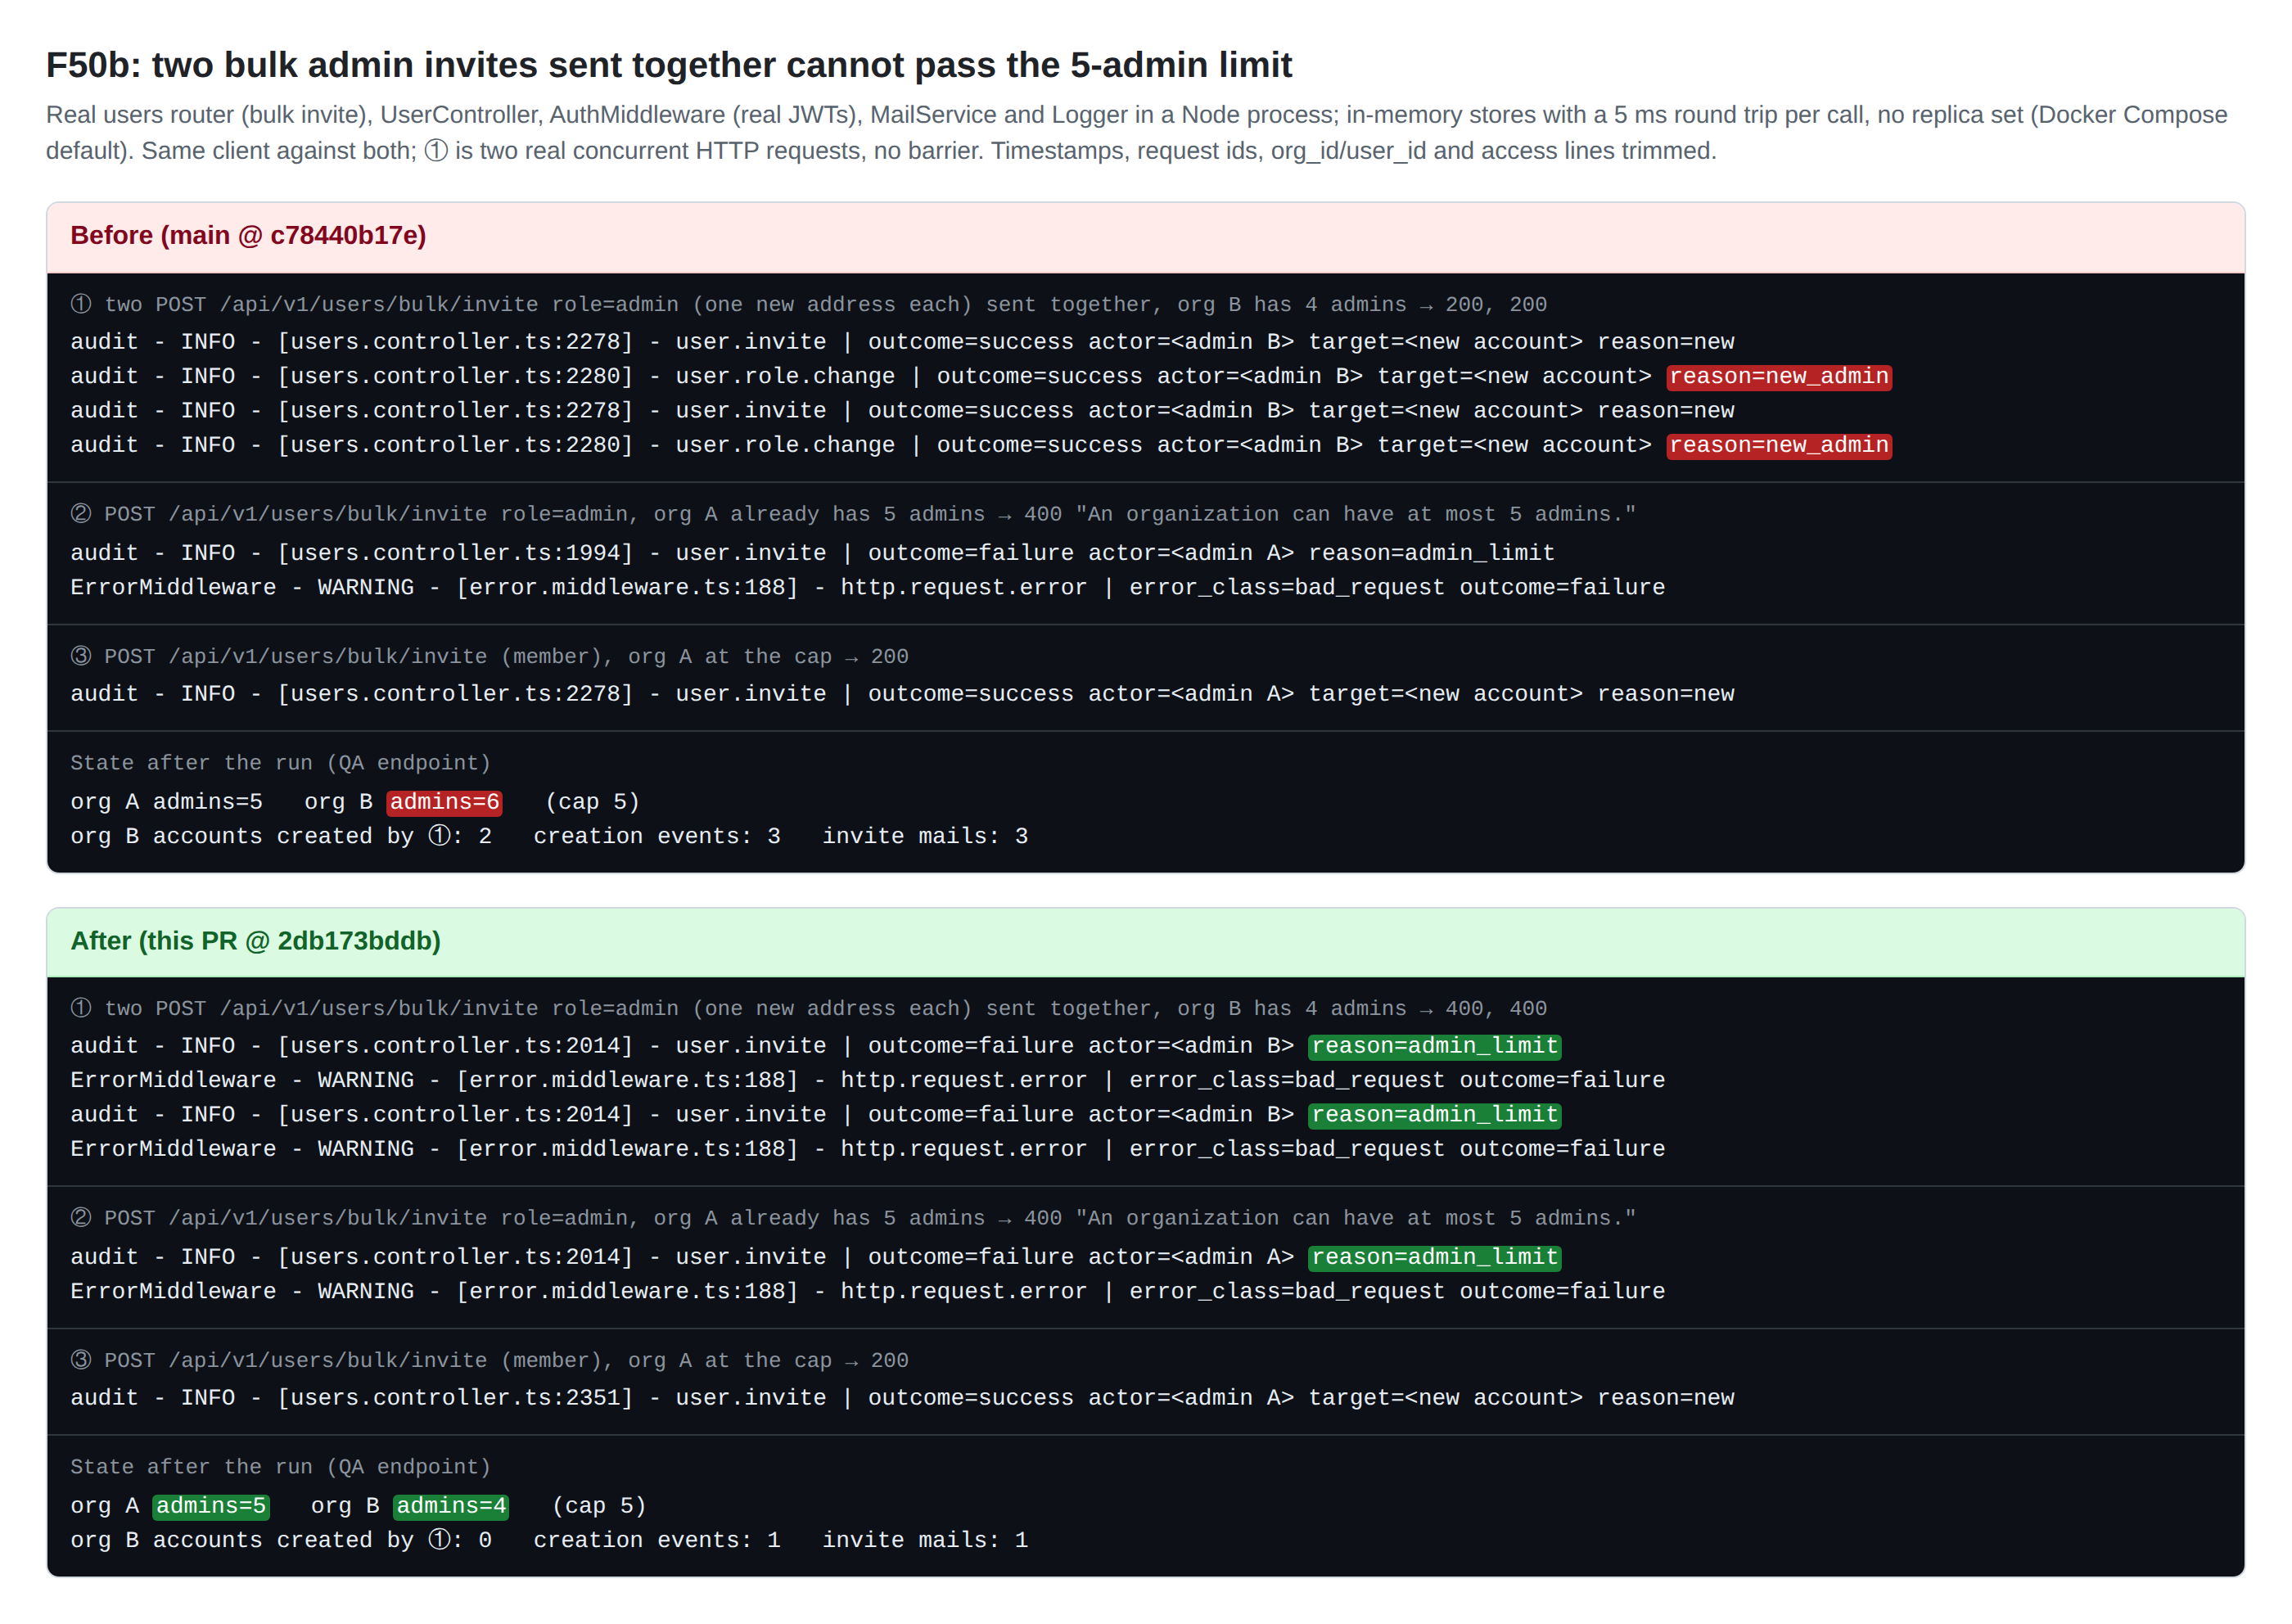 F50b: two bulk admin invites sent together cannot pass the 5-admin limit
Real users router (bulk invite), UserController, AuthMiddleware (real JWTs), MailService and Logger in a Node process; in-memory stores with a 5 ms round trip per call, no replica set (Docker Compose
default). Same client against both; ① is two real concurrent HTTP requests, no barrier. Timestamps, request ids, org_id/user_id and access lines trimmed.
Before (main @ c78440b17e)
① two POST /api/v1/users/bulk/invite role=admin (one new address each) sent together, org B has 4 admins → 200, 200
audit - INFO - [users.controller.ts:2278] - user.invite | outcome=success actor=<admin B> target=<new account> reason=new
audit - INFO - [users.controller.ts:2280] - user.role.change | outcome=success actor=<admin B> target=<new account> reason=new_admin
audit - INFO - [users.controller.ts:2278] - user.invite | outcome=success actor=<admin B> target=<new account> reason=new
audit - INFO - [users.controller.ts:2280] - user.role.change | outcome=success actor=<admin B> target=<new account> reason=new_admin
② POST /api/v1/users/bulk/invite role=admin, org A already has 5 admins → 400 "An organization can have at most 5 admins."
audit - INFO - [users.controller.ts:1994] - user.invite | outcome=failure actor=<admin A> reason=admin_limit
ErrorMiddleware - WARNING - [error.middleware.ts:188] - http.request.error | error_class=bad_request outcome=failure
③ POST /api/v1/users/bulk/invite (member), org A at the cap → 200
audit - INFO - [users.controller.ts:2278] - user.invite | outcome=success actor=<admin A> target=<new account> reason=new
State after the run (QA endpoint)
org A admins=5   org B admins=6   (cap 5)
org B accounts created by ①: 2   creation events: 3   invite mails: 3
After (this PR @ 2db173bddb)
① two POST /api/v1/users/bulk/invite role=admin (one new address each) sent together, org B has 4 admins → 400, 400
audit - INFO - [users.controller.ts:2014] - user.invite | outcome=failure actor=<admin B> reason=admin_limit
ErrorMiddleware - WARNING - [error.middleware.ts:188] - http.request.error | error_class=bad_request outcome=failure
audit - INFO - [users.controller.ts:2014] - user.invite | outcome=failure actor=<admin B> reason=admin_limit
ErrorMiddleware - WARNING - [error.middleware.ts:188] - http.request.error | error_class=bad_request outcome=failure
② POST /api/v1/users/bulk/invite role=admin, org A already has 5 admins → 400 "An organization can have at most 5 admins."
audit - INFO - [users.controller.ts:2014] - user.invite | outcome=failure actor=<admin A> reason=admin_limit
ErrorMiddleware - WARNING - [error.middleware.ts:188] - http.request.error | error_class=bad_request outcome=failure
③ POST /api/v1/users/bulk/invite (member), org A at the cap → 200
audit - INFO - [users.controller.ts:2351] - user.invite | outcome=success actor=<admin A> target=<new account> reason=new
State after the run (QA endpoint)
org A admins=5   org B admins=4   (cap 5)
org B accounts created by ①: 0   creation events: 1   invite mails: 1